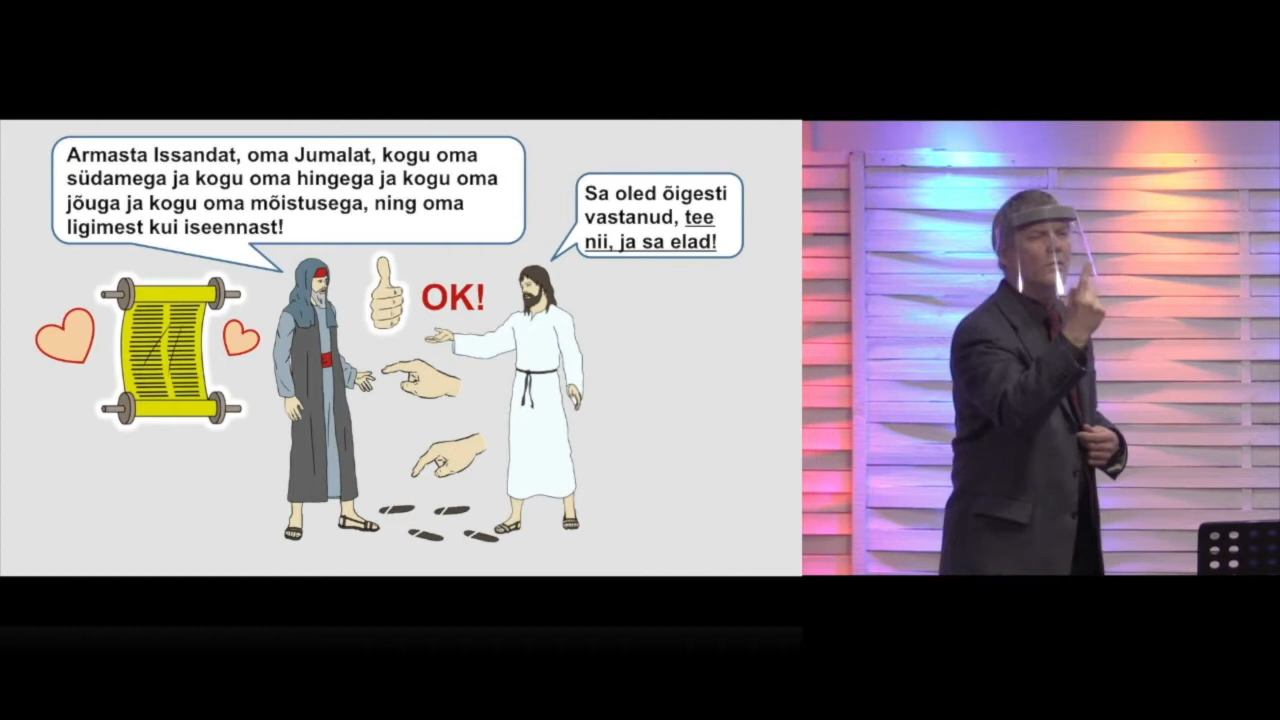 Armasta Issandat, oma Jumalat, kogu oma
südamega ja kogu oma hingega ja kogu oma
jõuga ja kogu oma mõistusega, ning oma
ligimest kui iseennast!
Sa oled õigesti
vastanud, tee
nii, ja sa elad!
OK!